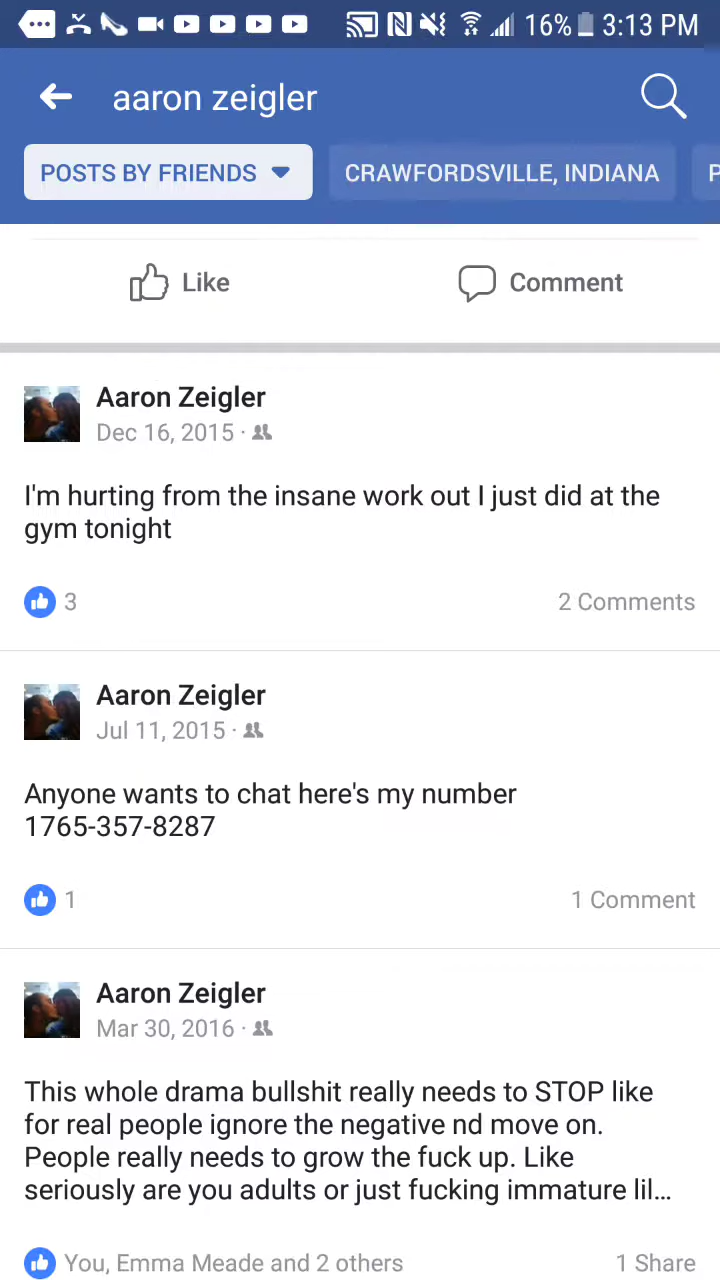 16% 3:13 PM
aaron zeigler
POSTS BY FRIENDS CRAWFORDSVILLE, INDIANA P
Like Comment
Aaron Zeigler
Dec 16, 2015 ·
I'm hurting from the insane work out I just did at the
gym tonight
3 2 Comments
Aaron Zeigler
Jul 11, 2015 ·
Anyone wants to chat here's my number
1765-357-8287
1 1 Comment
Aaron Zeigler
Mar 30, 2016 ·
This whole drama bullshit really needs to STOP like
for real people ignore the negative nd move on.
People really needs to grow the fuck up. Like
seriously are you adults or just fucking immature lil...
You, Emma Meade and 2 others 1 Share